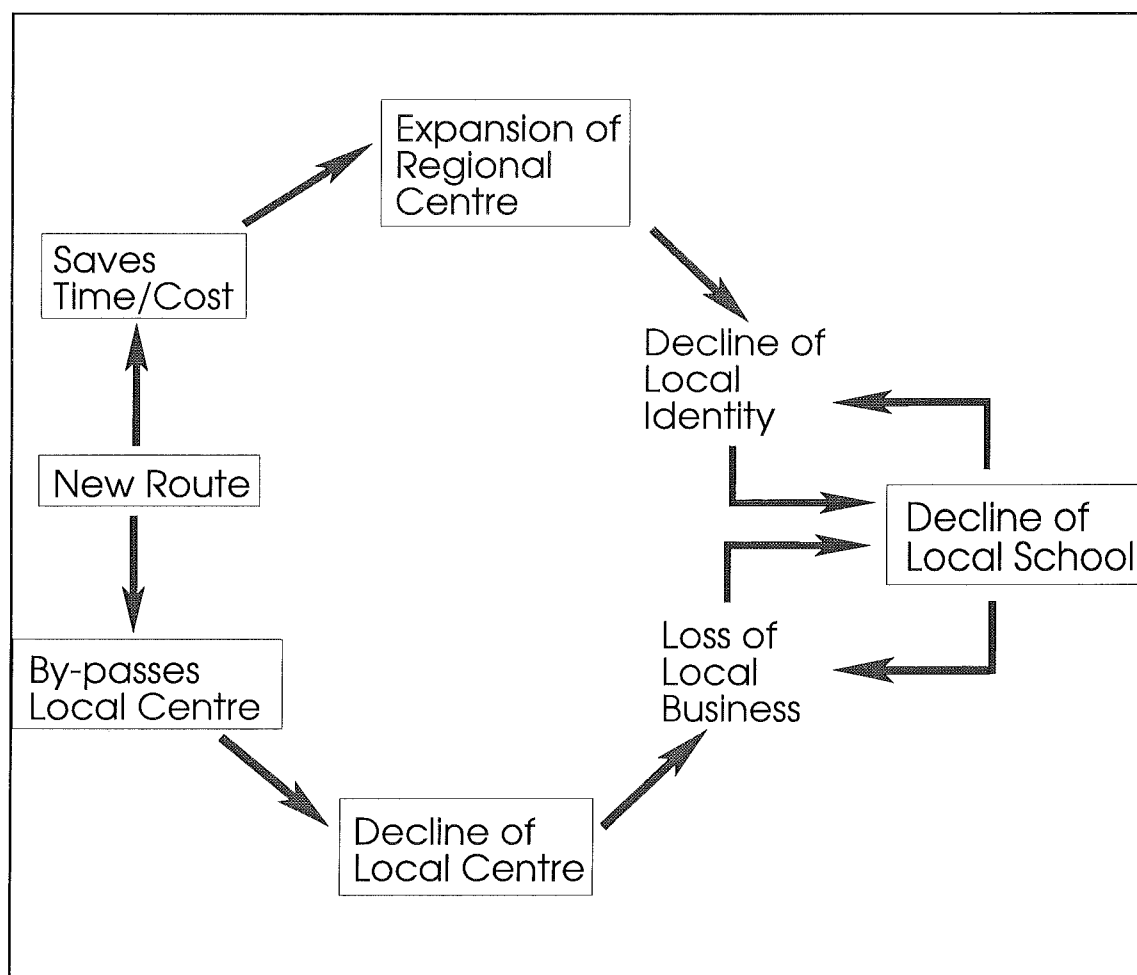 Expansion of
Regional
Centre
Saves
Time/Cost
Decline of
Local
Identity
New Route
Decline of
Local School
By-passes
Local Centre
Loss of
Local
Business
Decline of
Local Centre